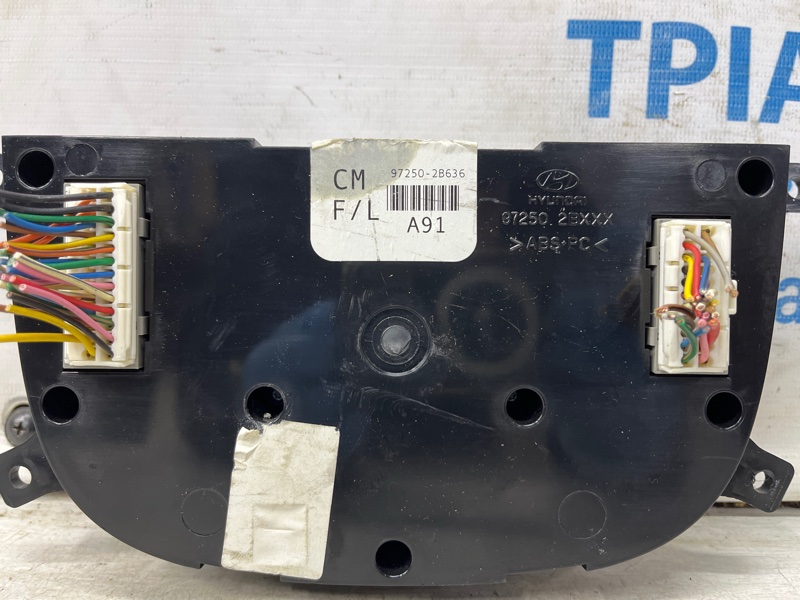 TPIA
CM 97250-2B636
F/L
A91
HYUNDAI
97250 2BXXX
>ABS+PC<
a